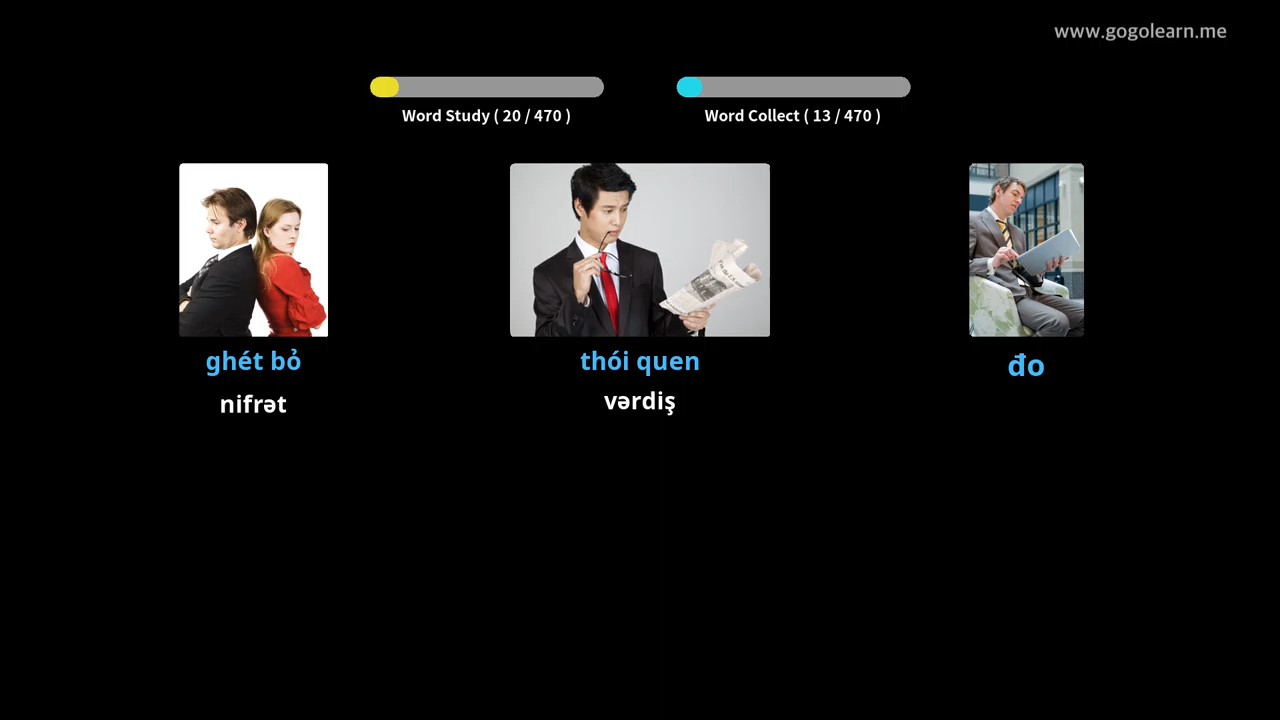 www.gogolearn.me
Word Study ( 20 / 470 )
Word Collect ( 13 / 470 )
ghét bỏ
nifrət
thói quen
vərdiş
đo